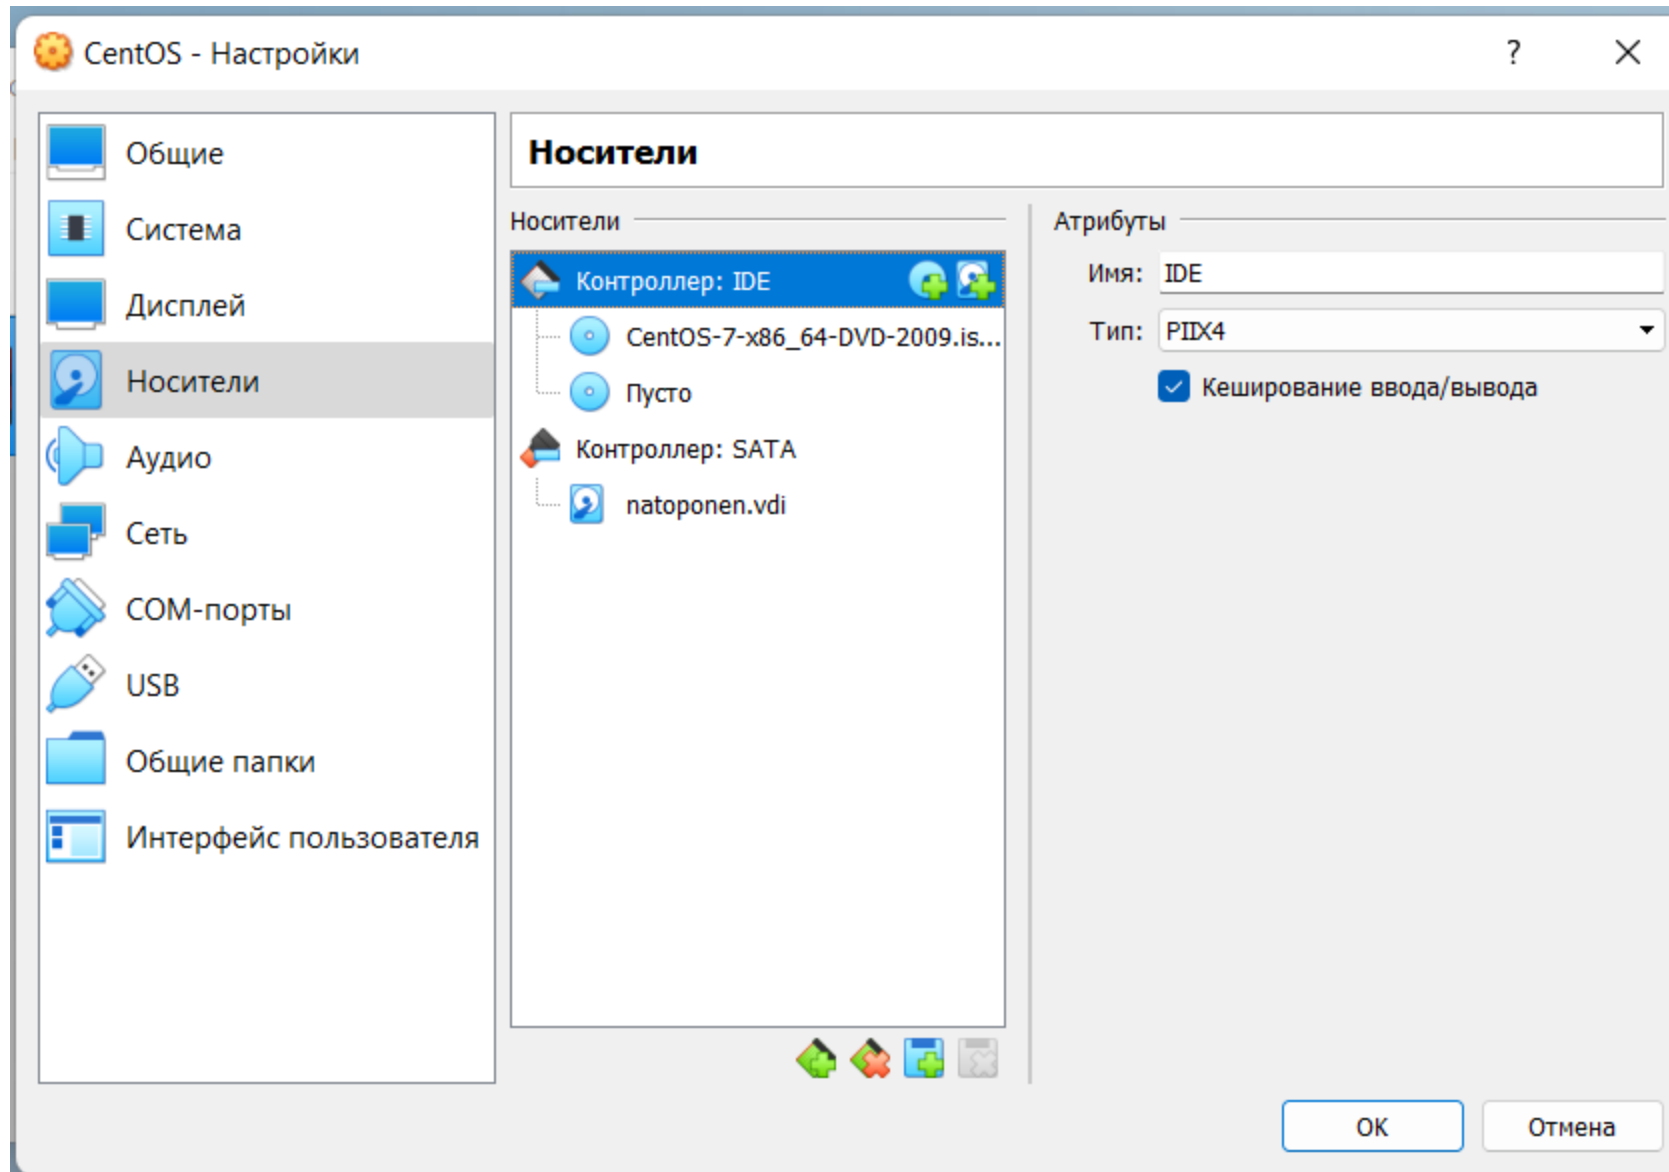 CentOS - Настройки
?
Общие
Система
Дисплей
Носители
Аудио
Сеть
COM-порты
USB
Общие папки
Интерфейс пользователя
Носители
Носители
Контроллер: IDE
CentOS-7-x86_64-DVD-2009.is...
Пусто
Контроллер: SATA
natoponen.vdi
Атрибуты
Имя: IDE
Тип: PIIX4
Кеширование ввода/вывода
OK
Отмена